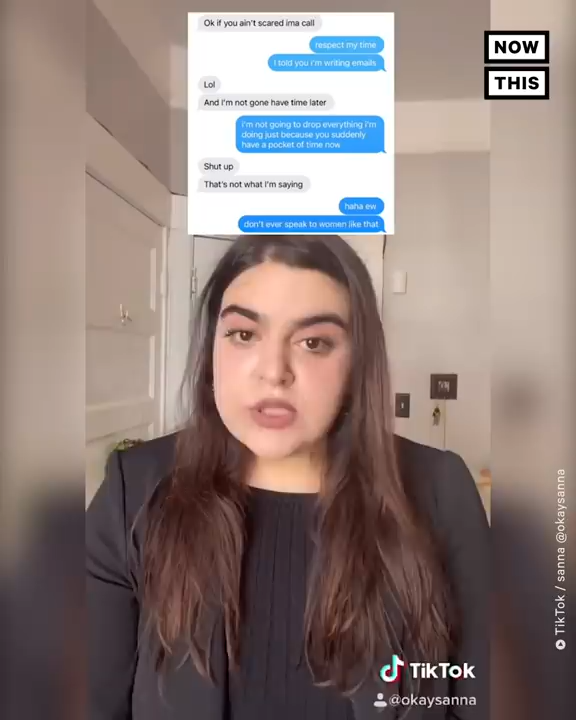 Ok if you ain't scared ima call
respect my time
I told you i'm writing emails
Lol
And i'm not gone have time later
i'm not going to drop everything i'm
doing just because you suddenly
have a pocket of time now
Shut up
That's not what I'm saying
haha ew
don't ever speak to women like that
NOW
THIS
TikTok / sanna @okaysanna
TikTok
@okaysanna